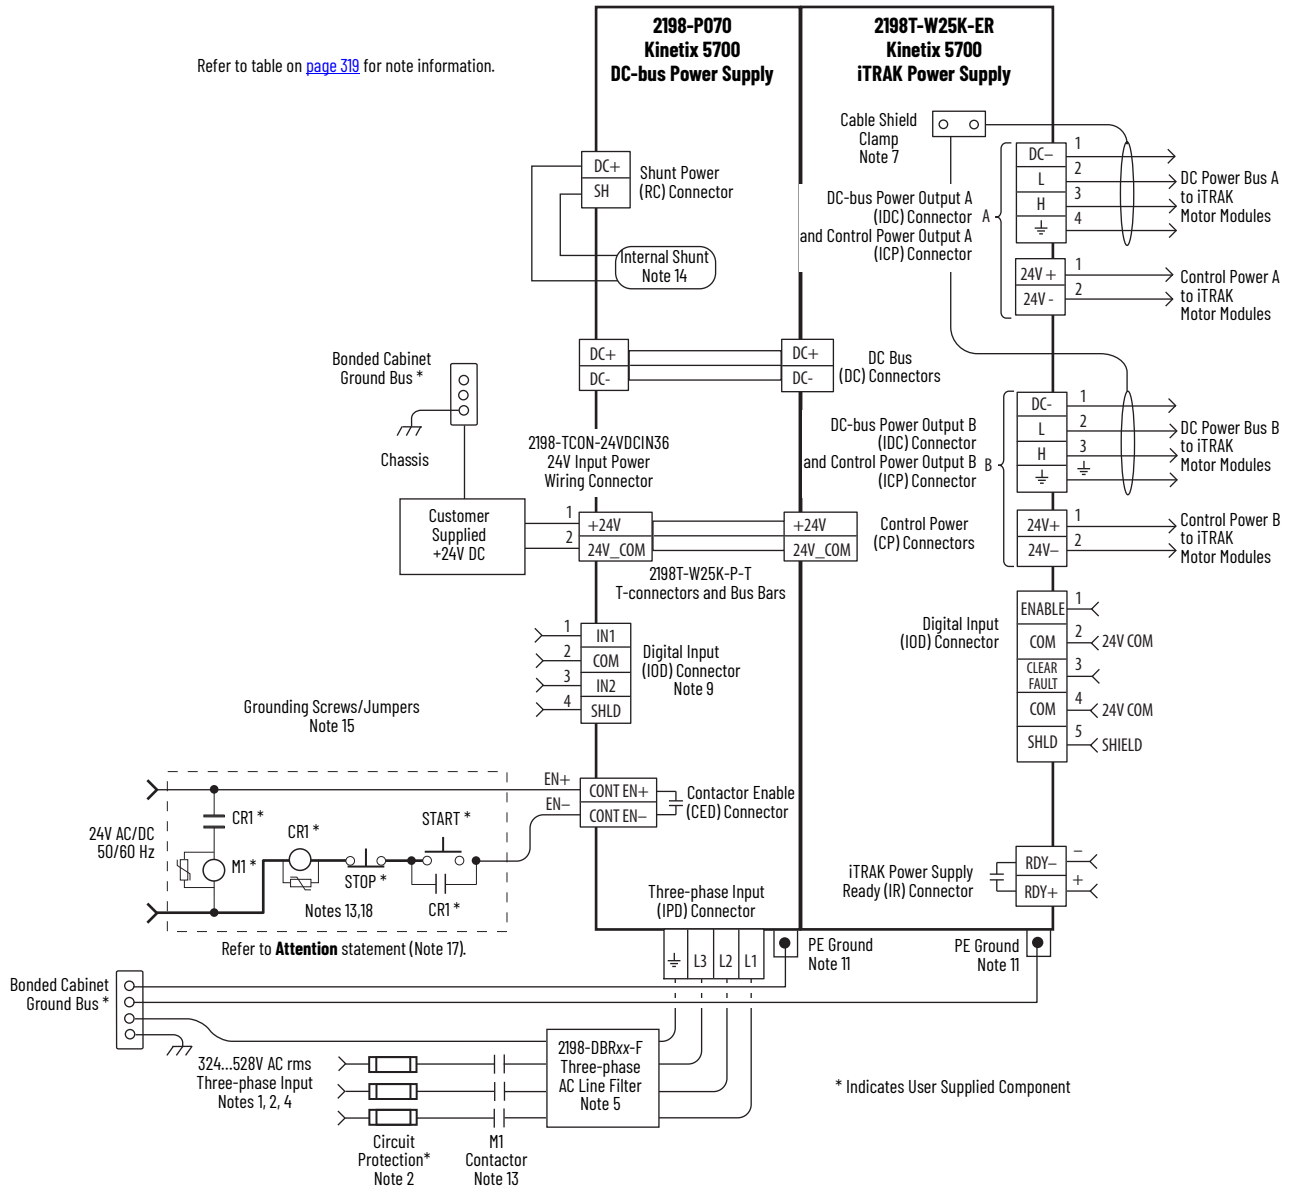 Refer to table on page 319 for note information.
2198-P070
Kinetix 5700
DC-bus Power Supply
2198T-W25K-ER
Kinetix 5700
iTRAK Power Supply
Cable Shield
Clamp
Note 7
DC+
SH
Shunt Power
(RC) Connector
Internal Shunt
Note 14
DC-bus Power Output A
(IDC) Connector
and Control Power Output A
(ICP) Connector
A
DC–
L
H
1
2
3
4
DC Power Bus A
to iTRAK
Motor Modules
24V +
24V -
1
2
Control Power A
to iTRAK
Motor Modules
DC+
DC-
DC+
DC-
DC Bus
(DC) Connectors
Bonded Cabinet
Ground Bus *
Chassis
2198-TCON-24VDCIN36
24V Input Power
Wiring Connector
DC-bus Power Output B
(IDC) Connector
and Control Power Output B
(ICP) Connector
B
DC-
L
H
1
2
3
DC Power Bus B
to iTRAK
Motor Modules
Customer
Supplied
+24V DC
1
2
+24V
24V_COM
+24V
24V_COM
Control Power
(CP) Connectors
24V+
24V–
1
2
Control Power B
to iTRAK
Motor Modules
2198T-W25K-P-T
T-connectors and Bus Bars
1
2
3
4
IN1
COM
IN2
SHLD
Digital Input
(IOD) Connector
Note 9
Digital Input
(IOD) Connector
ENABLE
COM
CLEAR
FAULT
COM
SHLD
1
2
3
4
5
24V COM
24V COM
SHIELD
Grounding Screws/Jumpers
Note 15
EN+
EN–
CONT EN+
CONT EN–
Contactor Enable
(CED) Connector
24V AC/DC
50/60 Hz
CR1 *
M1 *
CR1 *
STOP *
START *
CR1 *
Notes 13,18
Refer to Attention statement (Note 17).
iTRAK Power Supply
Ready (IR) Connector
RDY–
RDY+
–
+
Three-phase Input
(IPD) Connector
L3
L2
L1
PE Ground
Note 11
PE Ground
Note 11
Bonded Cabinet
Ground Bus *
324...528V AC rms
Three-phase Input
Notes 1, 2, 4
2198-DBRxx-F
Three-phase
AC Line Filter
Note 5
Circuit
Protection*
Note 2
M1
Contactor
Note 13
* Indicates User Supplied Component